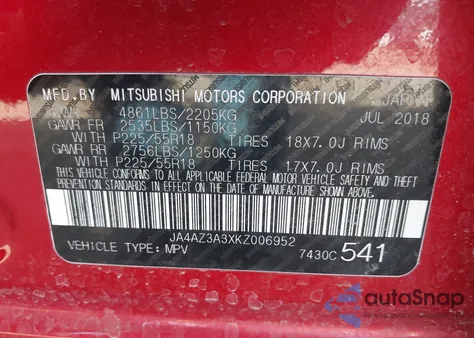 MFD. BY MITSUBISHI MOTORS CORPORATION JAPAN
GVWR 4861LBS/2205KG JUL 2018
GAWR FR 2535LBS/1150KG
WITH P225/55R18 TIRES 18X7.0J RIMS
GAWR RR 2756LBS/1250KG
WITH P225/55R18 TIRES 17X7.0J RIMS
THIS VEHICLE CONFORMS TO ALL APPLICABLE FEDERAL MOTOR VEHICLE SAFETY AND THEFT PREVENTION STANDARDS IN EFFECT ON THE DATE OF MANUFACTURE SHOWN ABOVE.
JA4AZ3A3XKZ006952
VEHICLE TYPE: MPV 7430C 541
autoSnap